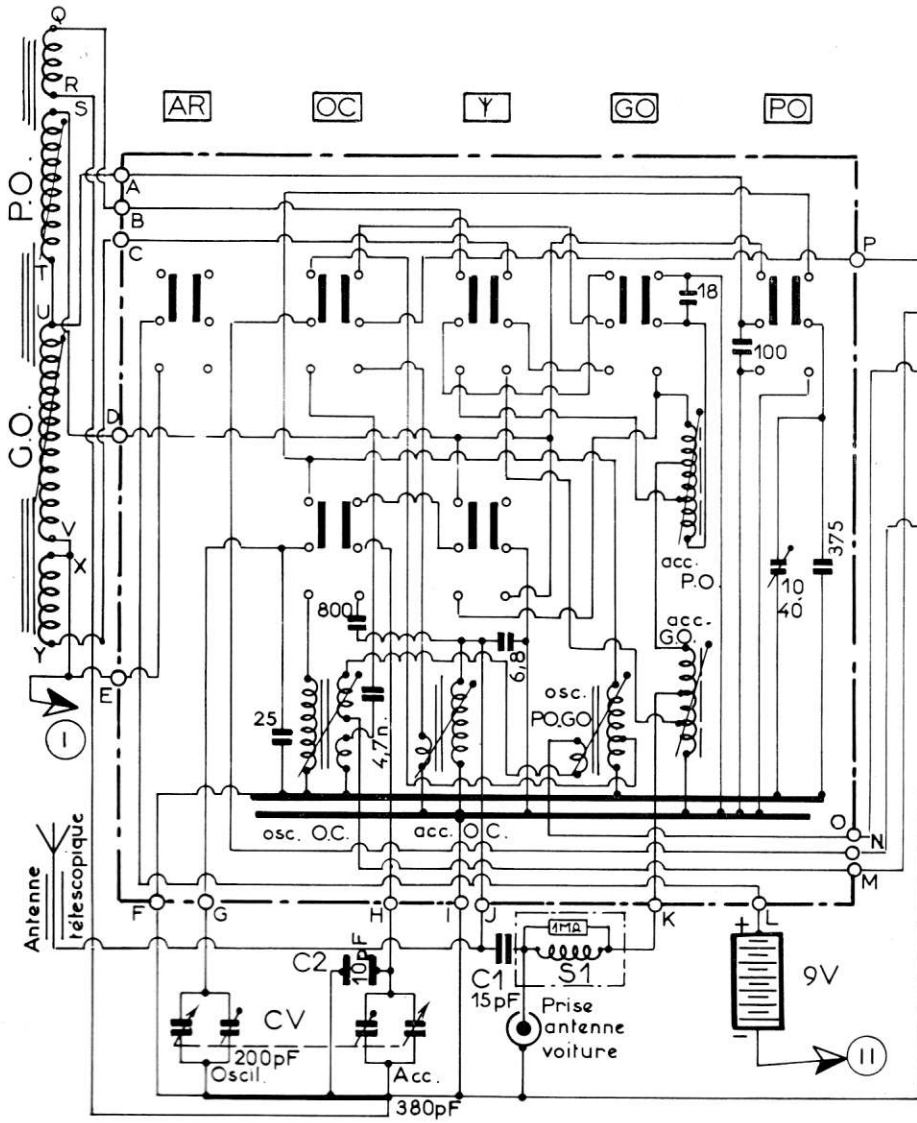 Q
R
S
P.O.
T
U
G.O.
V
X
Y
I
AR
OC
GO
PO
A
B
C
D
E
P
18
100
acc.
P.O.
10
40.
375
800
6,8
acc.
G.O.
25
4,7n.
osc.
PO.GO
osc. O.C.
acc. O.C.
O
N
M
Antenne
télescopique
F
G
H
I
J
K
L
C2
10pF
C1
15pF
1MΩ
S1
+
9V
-
II
CV
200pF
Oscil.
Acc.
380pF
Prise
antenne
voiture